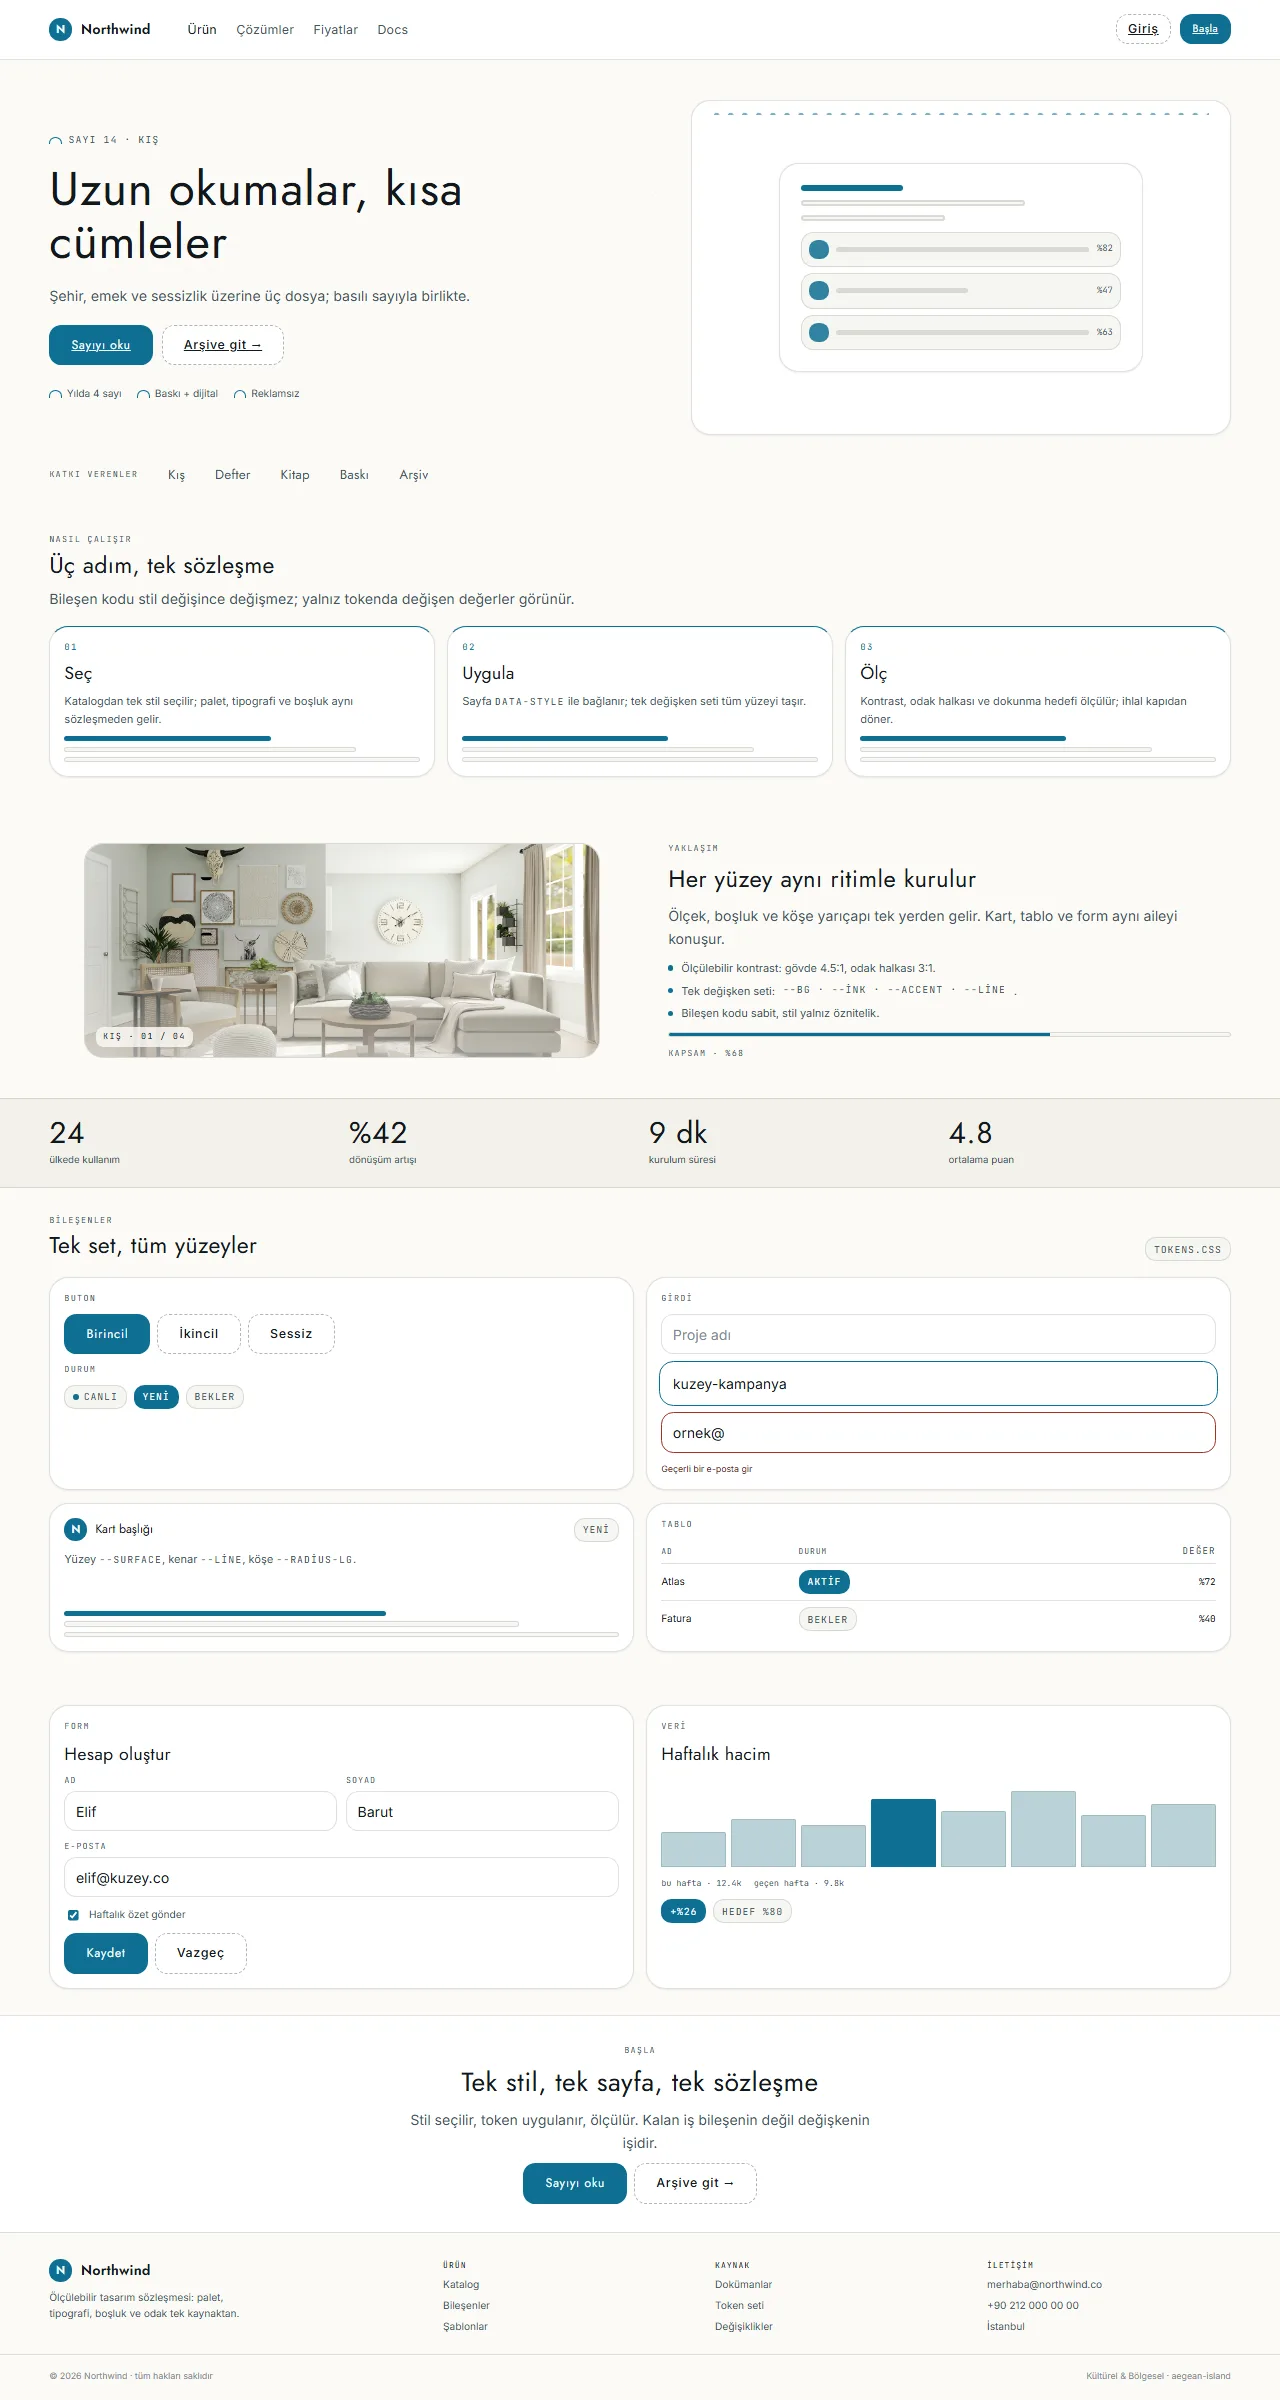 N Northwind Ürün Çözümler Fiyatlar Docs Giriş Başla
SAYI 14 · KIŞ
Uzun okumalar, kısa
cümleler
Şehir, emek ve sessizlik üzerine üç dosya; basılı sayıyla birlikte.
Sayıyı oku Arşive git →
Yılda 4 sayı Baskı + dijital Reklamsız
%82
%47
%63
KATKI VERENLER Kış Defter Kitap Baskı Arşiv
NASIL ÇALIŞIR
Üç adım, tek sözleşme
Bileşen kodu stil değişince değişmez; yalnız tokenda değişen değerler görünür.
01
Seç
Katalogdan tek stil seçilir; palet, tipografi ve boşluk aynı
sözleşmeden gelir.
02
Uygula
Sayfa DATA-STYLE ile bağlanır; tek değişken seti tüm yüzeyi taşır.
03
Ölç
Kontrast, odak halkası ve dokunma hedefi ölçülür; ihlal kapıdan
döner.
KIŞ · 01 / 04
YAKLAŞIM
Her yüzey aynı ritimle kurulur
Ölçek, boşluk ve köşe yarıçapı tek yerden gelir. Kart, tablo ve form aynı aileyi
konuşur.
Ölçülebilir kontrast: gövde 4.5:1, odak halkası 3:1.
Tek değişken seti: --BG · --İNK · --ACCENT · --LİNE .
Bileşen kodu sabit, stil yalnız öznitelik.
KAPSAM · %68
24 %42 9 dk 4.8
ülkede kullanım dönüşüm artışı kurulum süresi ortalama puan
BİLEŞENLER
Tek set, tüm yüzeyler
TOKENS.CSS
BUTON
Birincil İkincil Sessiz
DURUM
CANLI YENİ BEKLER
GİRDİ
Proje adı
kuzey-kampanya
ornek@
Geçerli bir e-posta gir
N Kart başlığı YENİ
Yüzey --SURFACE, kenar --LİNE, köşe --RADİUS-LG.
TABLO
AD DURUM DEĞER
Atlas AKTİF %72
Fatura BEKLER %40
FORM
Hesap oluştur
AD SOYAD
Elif Barut
E-POSTA
elif@kuzey.co
Haftalık özet gönder
Kaydet Vazgeç
VERİ
Haftalık hacim
bu hafta · 12.4k geçen hafta · 9.8k
+%26 HEDEF %80
BAŞLA
Tek stil, tek sayfa, tek sözleşme
Stil seçilir, token uygulanır, ölçülür. Kalan iş bileşenin değil değişkenin
işidir.
Sayıyı oku Arşive git →
N Northwind
Ölçülebilir tasarım sözleşmesi: palet,
tipografi, boşluk ve odak tek kaynaktan.
ÜRÜN
Katalog
Bileşenler
Şablonlar
KAYNAK
Dokümanlar
Token seti
Değişiklikler
İLETİŞİM
merhaba@northwind.co
+90 212 000 00 00
İstanbul
© 2026 Northwind · tüm hakları saklıdır
Kültürel & Bölgesel · aegean-island